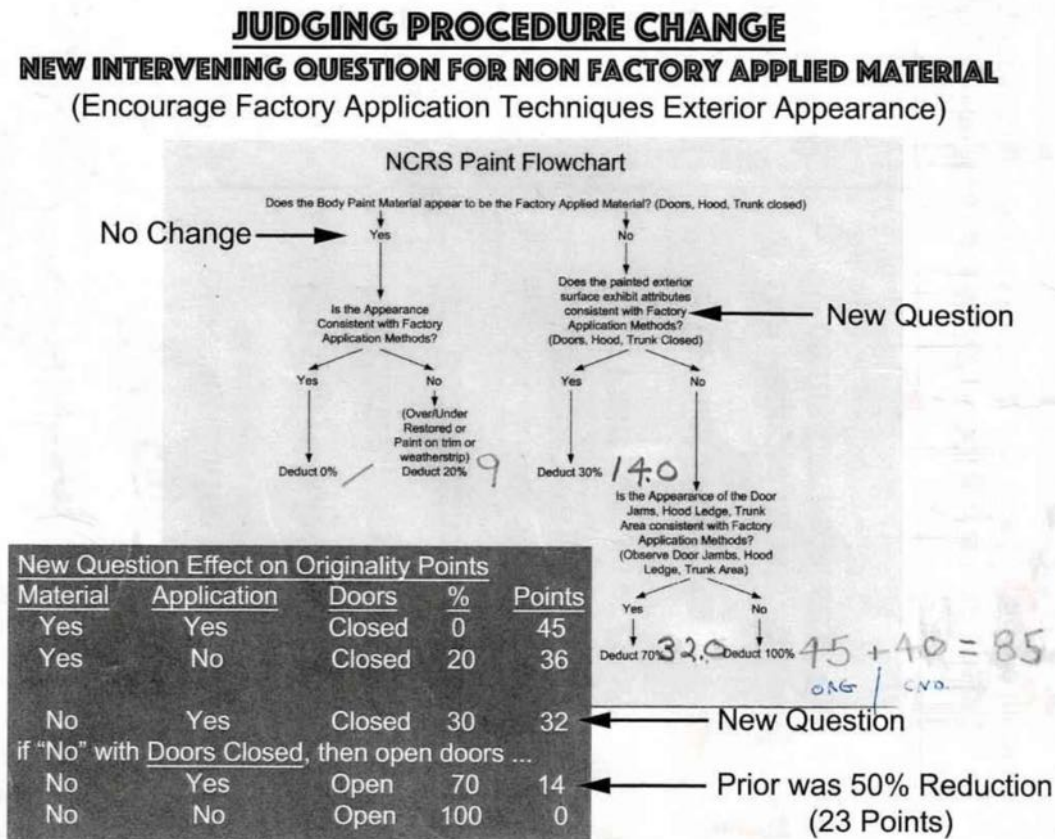 JUDGING PROCEDURE CHANGE
NEW INTERVENING QUESTION FOR NON FACTORY APPLIED MATERIAL
(Encourage Factory Application Techniques Exterior Appearance)
NCRS Paint Flowchart
Does the Body Paint Material appear to be the Factory Applied Material? (Doors, Hood, Trunk closed)
No Change
Yes
No
Is the Appearance
Consistent with Factory
Application Methods?
Does the painted exterior
surface exhibit attributes
consistent with Factory
Application Methods?
(Doors, Hood, Trunk Closed)
New Question
Yes
No
Yes
No
Deduct 0%
(Over/Under
Restored or
Paint on trim or
weatherstrip)
Deduct 20% 9
Deduct 30% 14.0
Is the Appearance of the Door
Jams, Hood Ledge, Trunk
Area consistent with Factory
Application Methods?
(Observe Door Jambs, Hood
Ledge, Trunk Area)
Yes
No
Deduct 70% 32.0
Deduct 100% 45 + 40 = 85
ORG / CND.
New Question Effect on Originality Points
Material Application Doors % Points
Yes Yes Closed 0 45
Yes No Closed 20 36
No Yes Closed 30 32
New Question
if "No" with Doors Closed, then open doors ...
No Yes Open 70 14
Prior was 50% Reduction
No No Open 100 0
(23 Points)